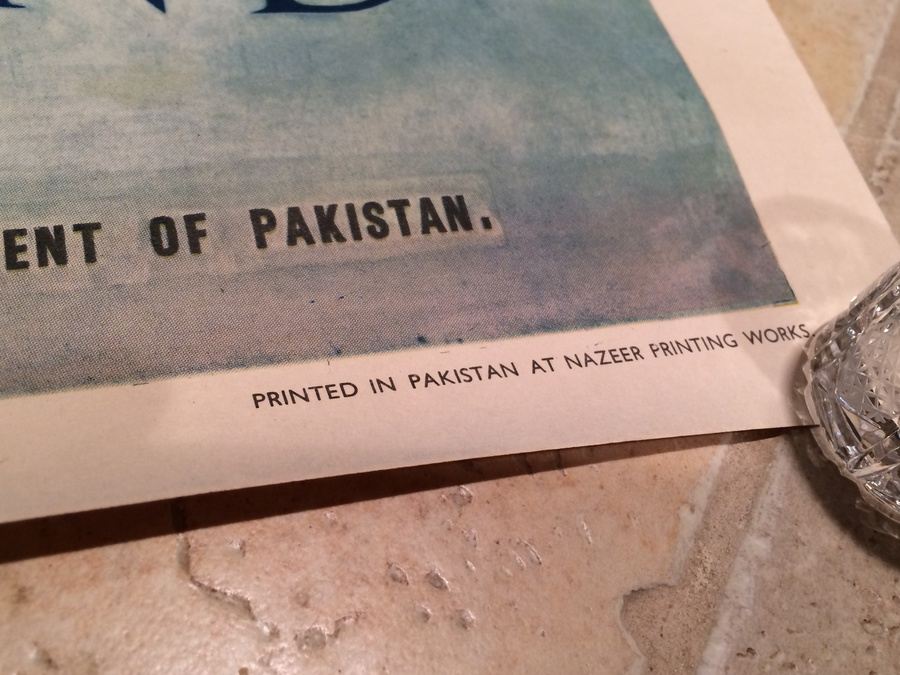 ENT OF PAKISTAN.
PRINTED IN PAKISTAN AT NAZEER PRINTING WORKS.